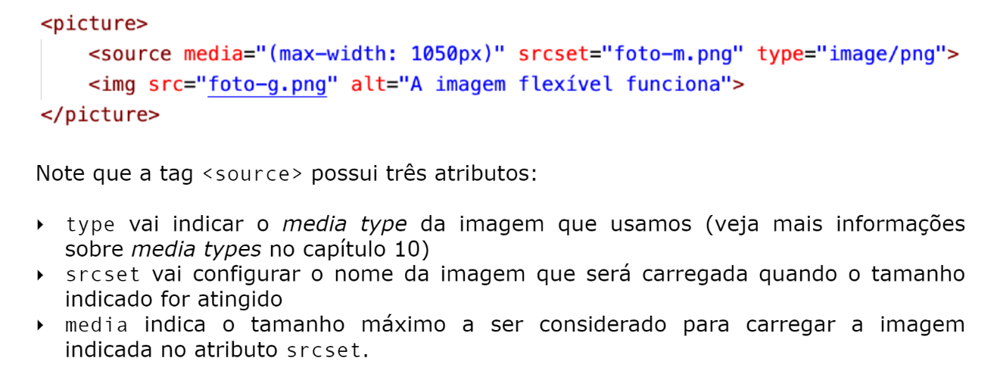 <picture>
<source media="(max-width: 1050px)" srcset="foto-m.png" type="image/png">
<img src="foto-g.png" alt="A imagem flexível funciona">
</picture>
Note que a tag <source> possui três atributos:
‣ type vai indicar o media type da imagem que usamos (veja mais informações
sobre media types no capítulo 10)
‣ srcset vai configurar o nome da imagem que será carregada quando o tamanho
indicado for atingido
‣ media indica o tamanho máximo a ser considerado para carregar a imagem
indicada no atributo srcset.